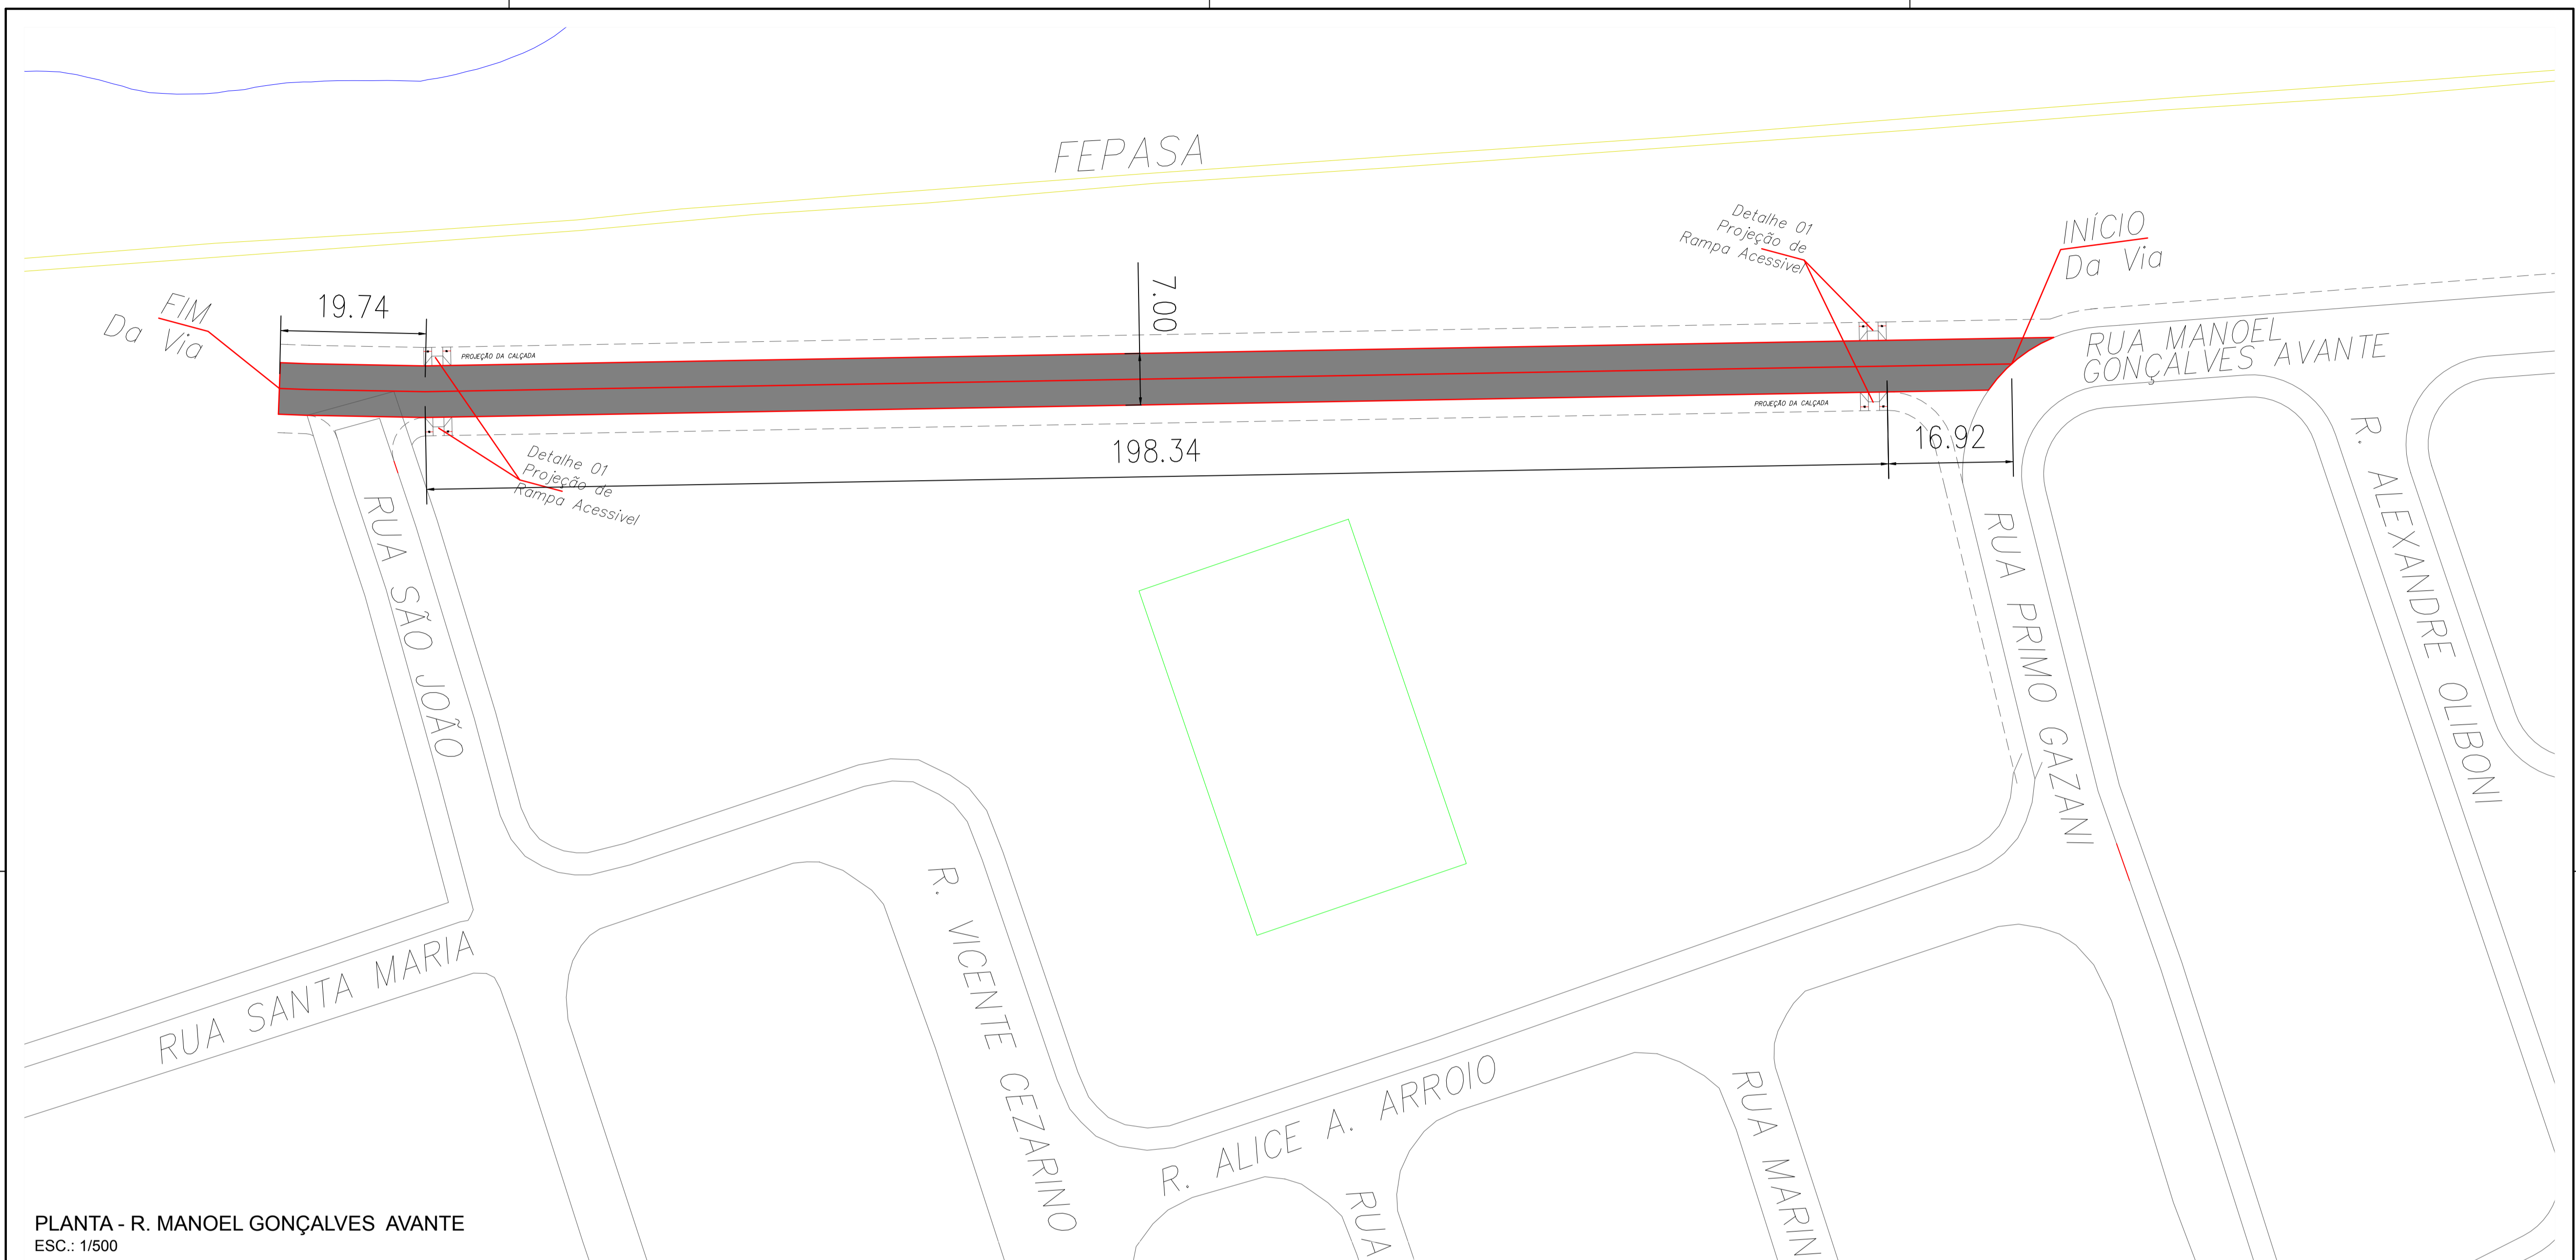 FEPASA
Detalhe 01
Projeção de
Rampa Acessivel
INÍCIO
Da Via
FIM
Da Via
19.74
7.00
PROJEÇÃO DA CALÇADA
RUA MANOEL
GONÇALVES AVANTE
PROJEÇÃO DA CALÇADA
198.34
16.92
Detalhe 01
Projeção de
Rampa Acessivel
RUA SÃO JOÃO
RUA PRIMO GAZANI
R. ALEXANDRE OLIBONI
RUA SANTA MARIA
R. VICENTE CEZARINO
R. ALICE A. ARROIO
RUA MARIN
RUA
PLANTA - R. MANOEL GONÇALVES AVANTE
ESC.: 1/500